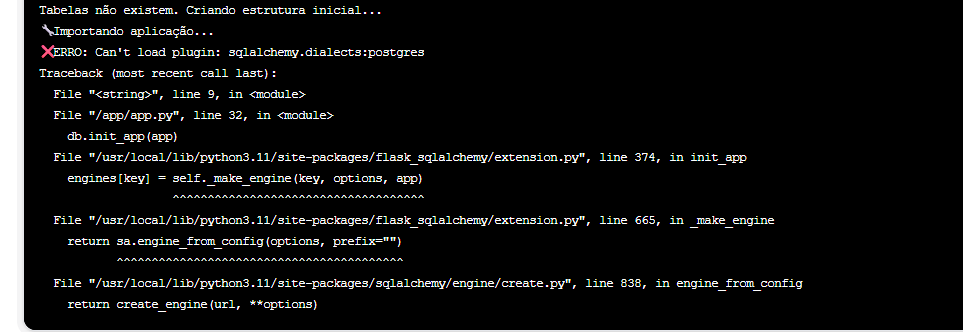 Tabelas não existem. Criando estrutura inicial...
🔧Importando aplicação...
❌ERRO: Can't load plugin: sqlalchemy.dialects:postgres
Traceback (most recent call last):
  File "<string>", line 9, in <module>
  File "/app/app.py", line 32, in <module>
    db.init_app(app)
  File "/usr/local/lib/python3.11/site-packages/flask_sqlalchemy/extension.py", line 374, in init_app
    engines[key] = self._make_engine(key, options, app)
                   ^^^^^^^^^^^^^^^^^^^^^^^^^^^^^^^^^^^^
  File "/usr/local/lib/python3.11/site-packages/flask_sqlalchemy/extension.py", line 665, in _make_engine
    return sa.engine_from_config(options, prefix="")
           ^^^^^^^^^^^^^^^^^^^^^^^^^^^^^^^^^^^^^^^^^
  File "/usr/local/lib/python3.11/site-packages/sqlalchemy/engine/create.py", line 838, in engine_from_config
    return create_engine(url, **options)